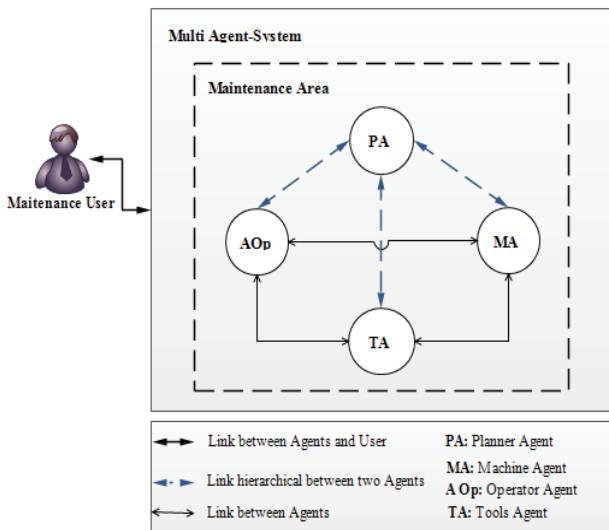 Multi Agent-System
Maintenance Area
PA
Maitenance User
AOp
MA
TA
Link between Agents and User
Link hierarchical between two Agents
Link between Agents
PA: Planner Agent
MA: Machine Agent
A Op: Operator Agent
TA: Tools Agent